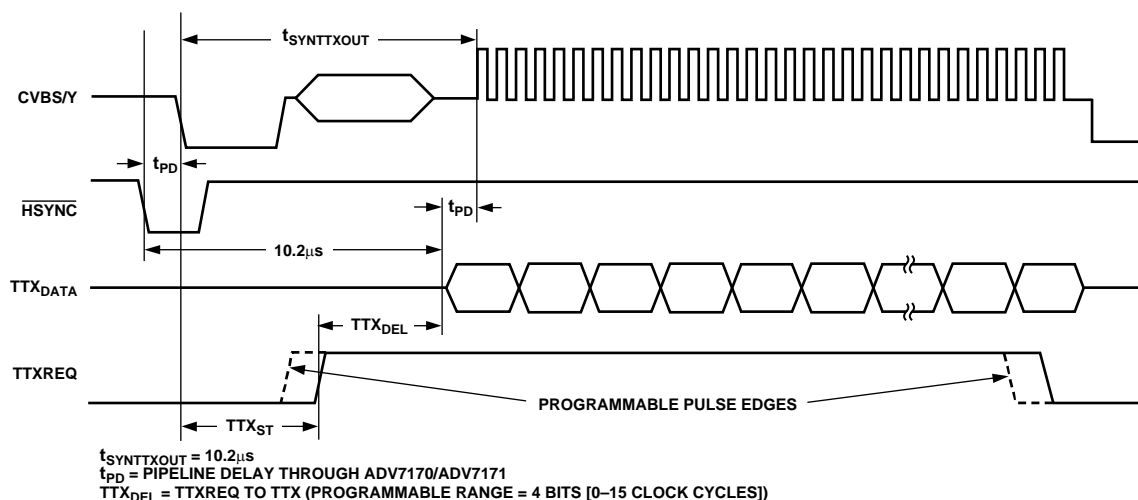 tSYNTTXOUT
CVBS/Y
tPD
HSYNC
tPD
10.2μs
TTXDATA
TTXDEL
TTXREQ
PROGRAMMABLE PULSE EDGES
TTXST
tSYNTTXOUT = 10.2μs
tPD = PIPELINE DELAY THROUGH ADV7170/ADV7171
TTXDEL = TTXREQ TO TTX (PROGRAMMABLE RANGE = 4 BITS [0–15 CLOCK CYCLES])